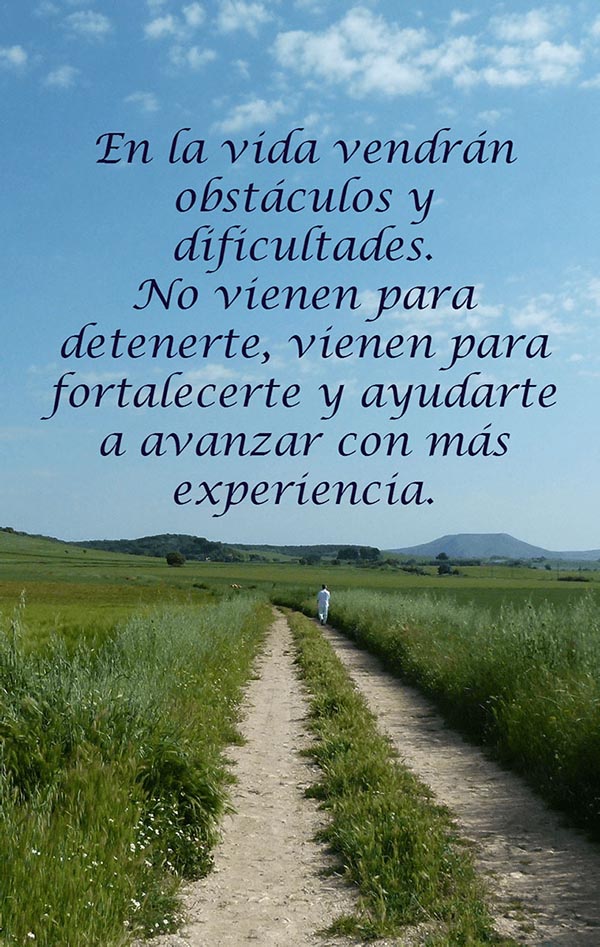 En la vida vendrán
obstáculos y
dificultades.
No vienen para
detenerte, vienen para
fortalecerte y ayudarte
a avanzar con más
experiencia.